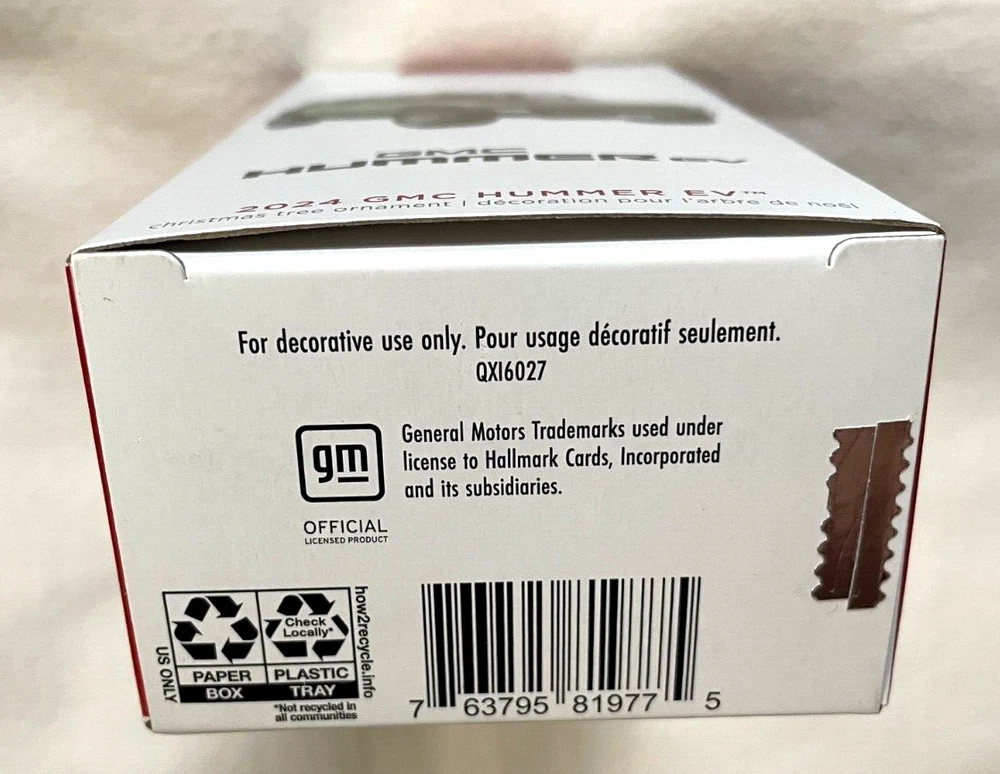 GMC
HUMMER EV
2024 GMC HUMMER EV™
christmas tree ornament | décoration pour l'arbre de noël
For decorative use only. Pour usage décoratif seulement.
QXI6027
gm
General Motors Trademarks used under
license to Hallmark Cards, Incorporated
and its subsidiaries.
OFFICIAL
LICENSED PRODUCT
US ONLY
PAPER
BOX
Check
Locally*
PLASTIC
TRAY
*Not recycled in
all communities
how2recycle.info
7 63795 81977 5